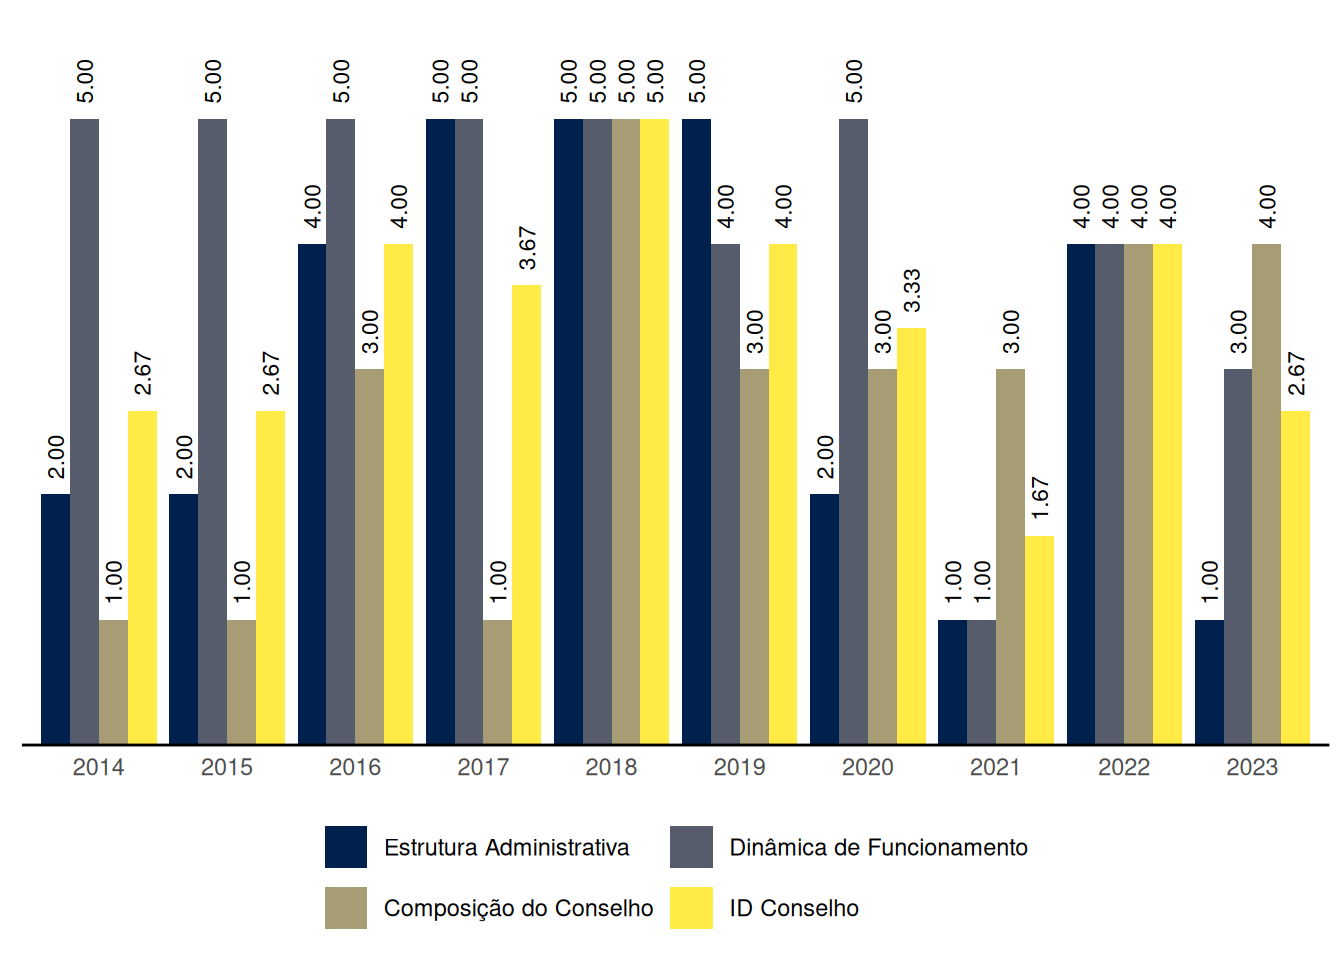 2.00 5.00 1.00 2.67 2.00 5.00 1.00 2.67 4.00 5.00 3.00 4.00 5.00 5.00 1.00 3.67 5.00 5.00 5.00 5.00 5.00 4.00 3.00 4.00 2.00 5.00 3.00 3.33 1.00 1.00 3.00 1.67 4.00 4.00 4.00 4.00 1.00 3.00 4.00 2.67
2014 2015 2016 2017 2018 2019 2020 2021 2022 2023
Estrutura Administrativa Dinâmica de Funcionamento
Composição do Conselho ID Conselho